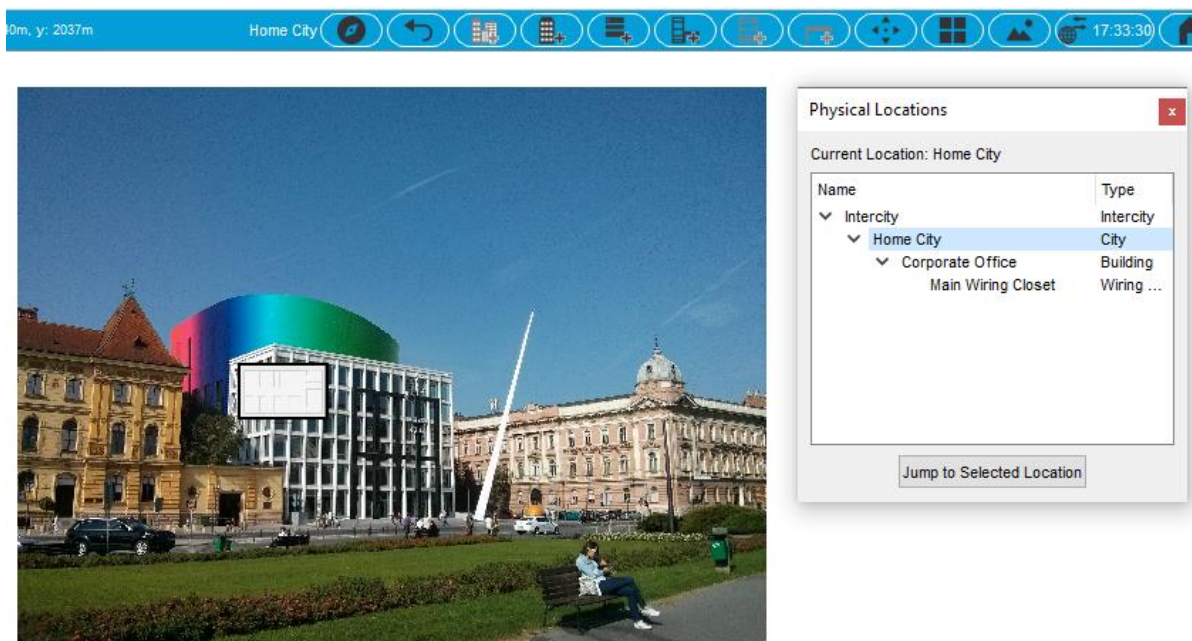 0m, y: 2037m
Home City
17:33:30
Physical Locations
x
Current Location: Home City
Name Type
Intercity Intercity
Home City City
Corporate Office Building
Main Wiring Closet Wiring ...
Jump to Selected Location